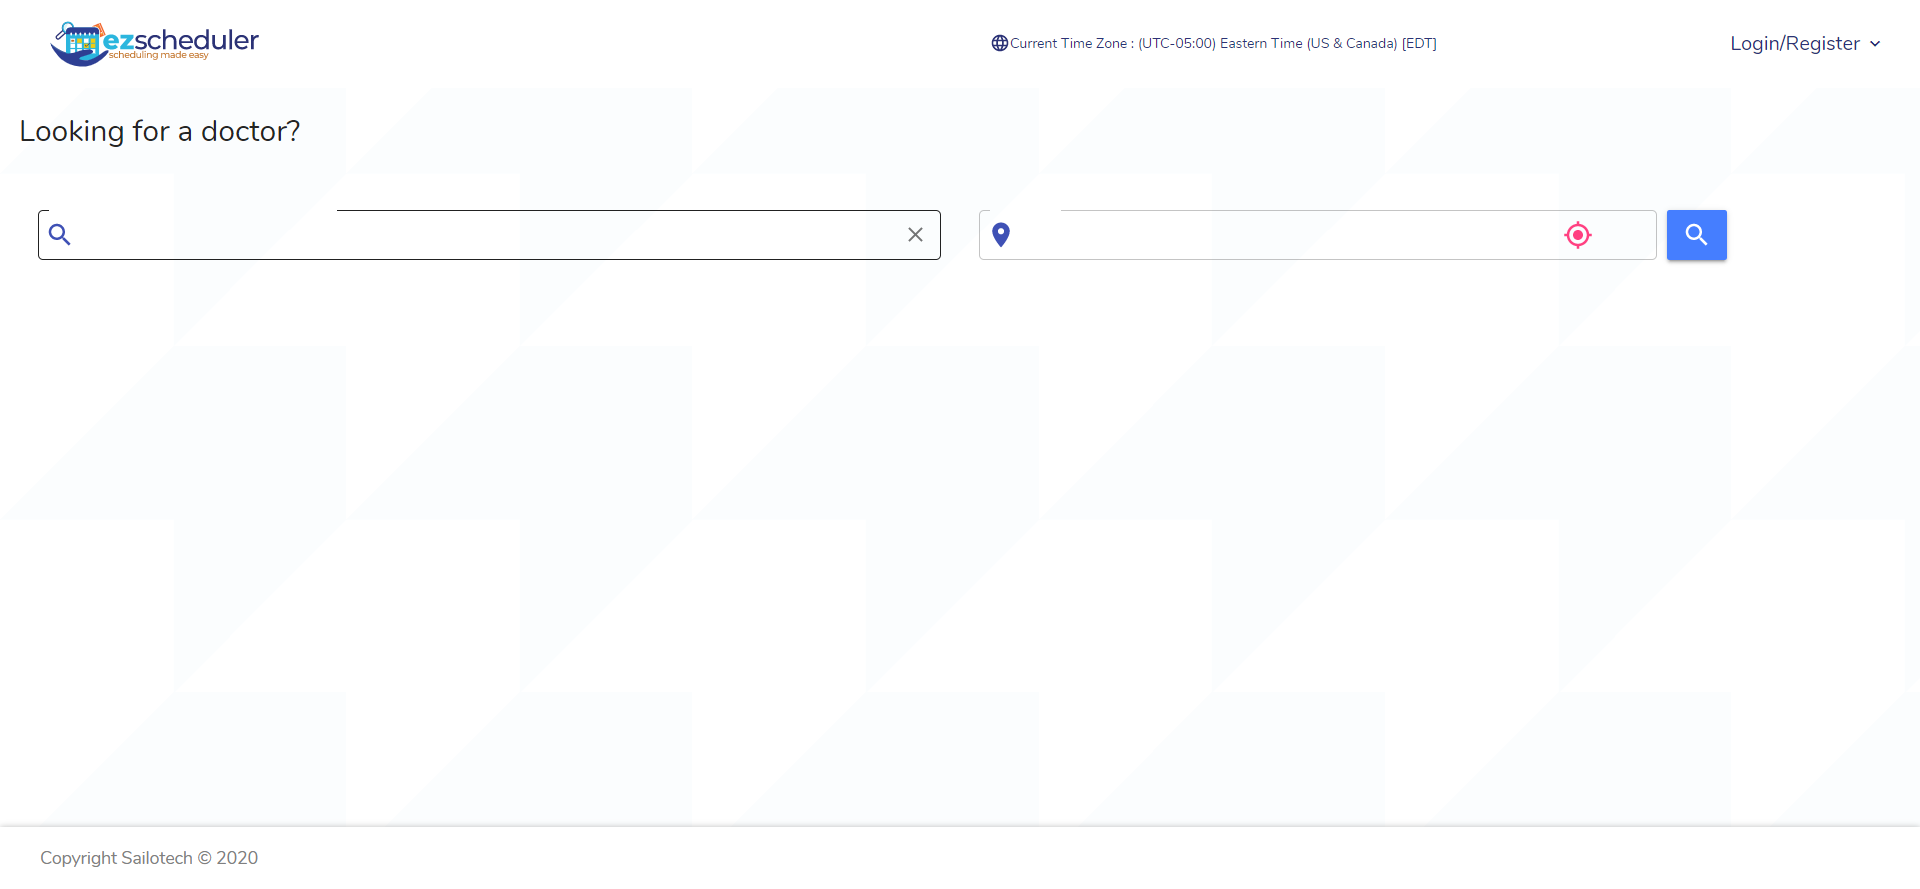 ezscheduler
scheduling made easy
Current Time Zone : (UTC-05:00) Eastern Time (US & Canada) [EDT]
Login/Register
Looking for a doctor?
Copyright Sailotech © 2020